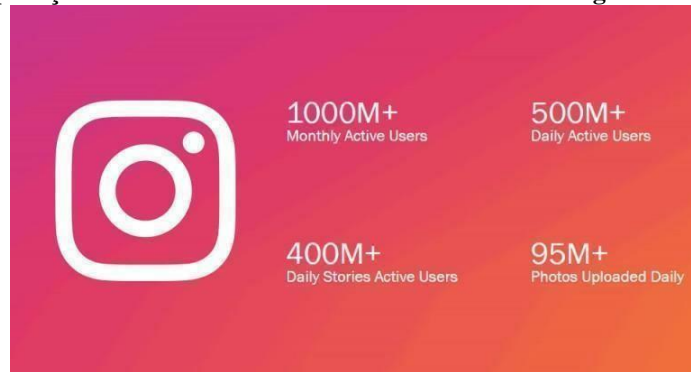 1000M+
Monthly Active Users
500M+
Daily Active Users
400M+
Daily Stories Active Users
95M+
Photos Uploaded Daily